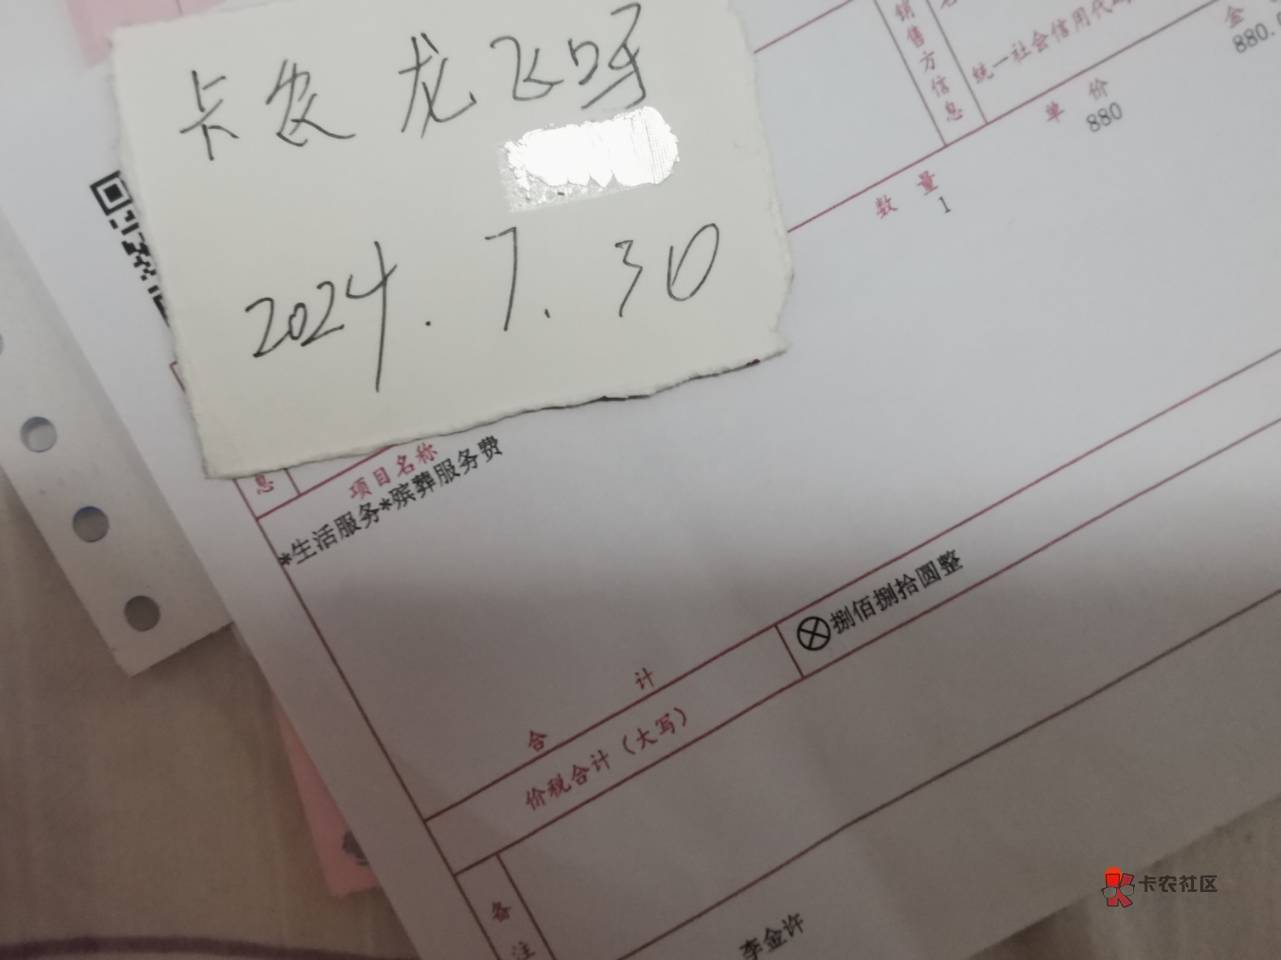 卡农 龙飞呀
2024.7.30
销售方信息
统一社会信用代码
项目名称
数 量
单 价
金
*生活服务*殡葬服务费
1
880
880.
息
合 计
价税合计（大写）
⊗捌佰捌拾圆整
备注
李金许
卡农社区